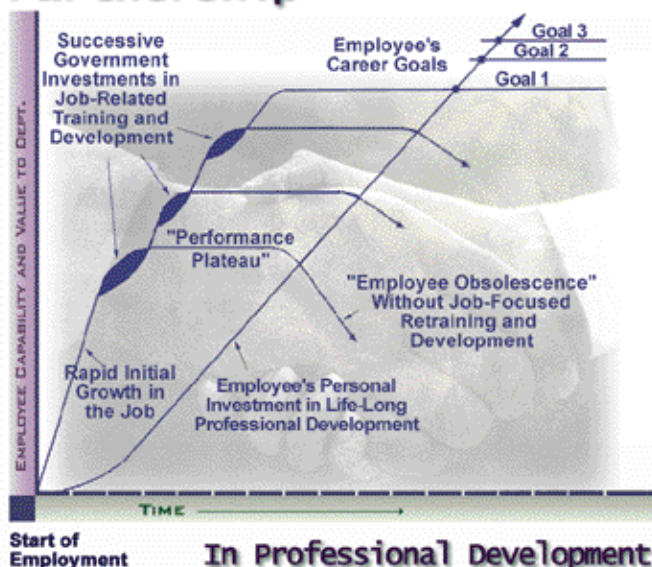 Successive
Government
Investments in
Job-Related
Training and
Development
Employee's
Career Goals
Goal 3
Goal 2
Goal 1
EMPLOYEE CAPABILITY AND VALUE TO DEPT.
"Performance
Plateau"
"Employee Obsolescence"
Without Job-Focused
Retraining and
Development
Rapid Initial
Growth in
the Job
Employee's Personal
Investment in Life-Long
Professional Development
TIME
Start of
Employment
In Professional Development